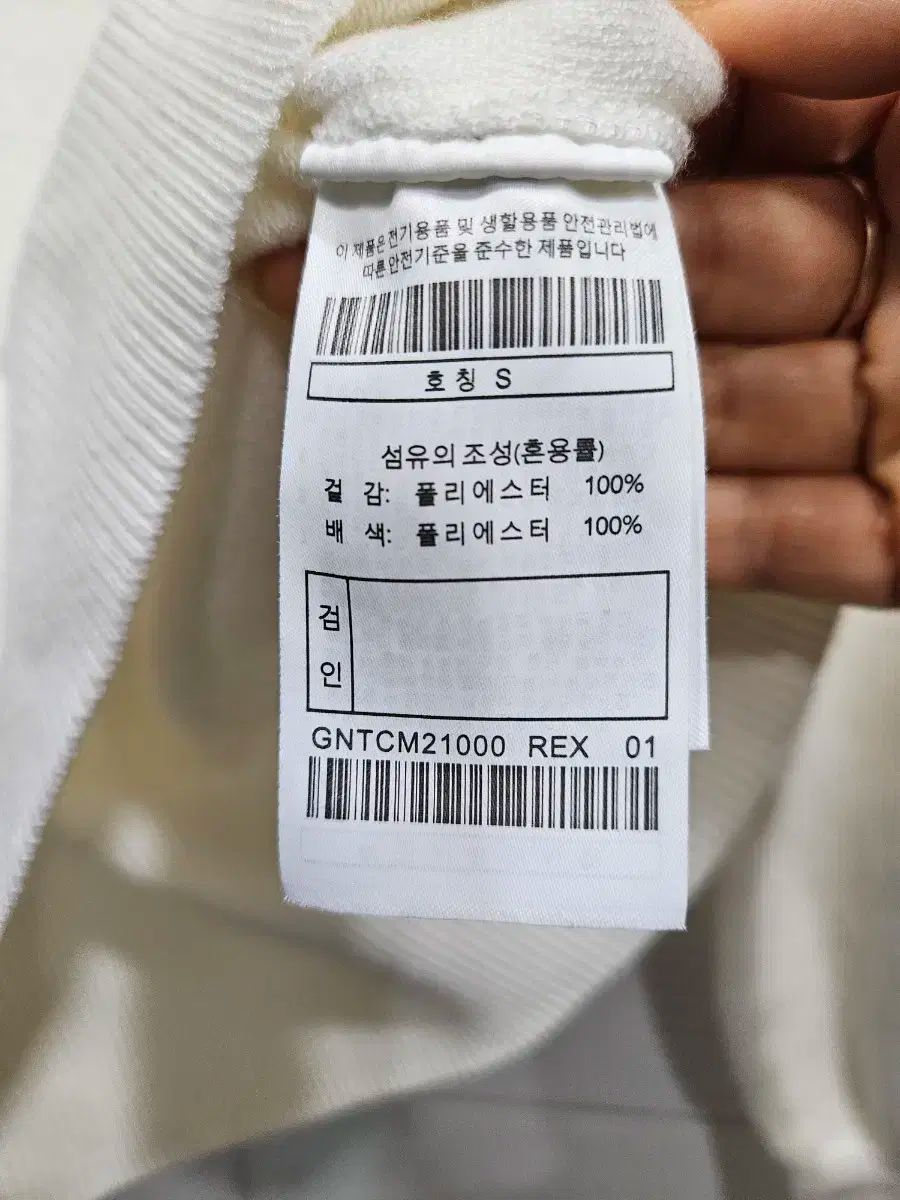 이 제품은 전기용품 및 생활용품 안전관리법에
따른 안전기준을 준수한 제품입니다
호칭 S
섬유의 조성(혼용률)
겉 감: 폴리에스터 100%
배 색: 폴리에스터 100%
검
인
GNTCM21000 REX 01